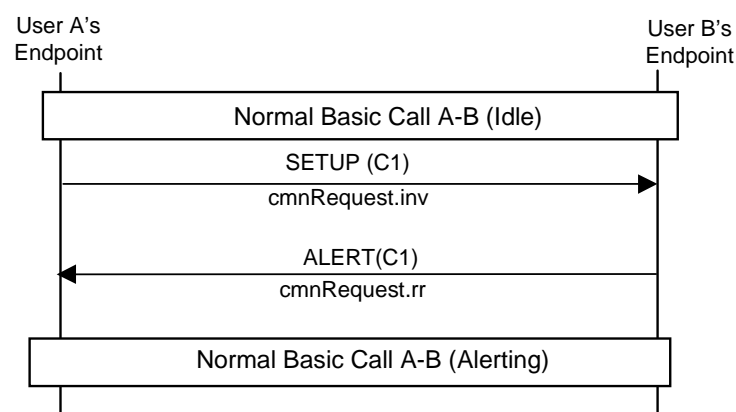 User A's
Endpoint
User B's
Endpoint
Normal Basic Call A-B (Idle)
SETUP (C1)
cmnRequest.inv
ALERT(C1)
cmnRequest.rr
Normal Basic Call A-B (Alerting)